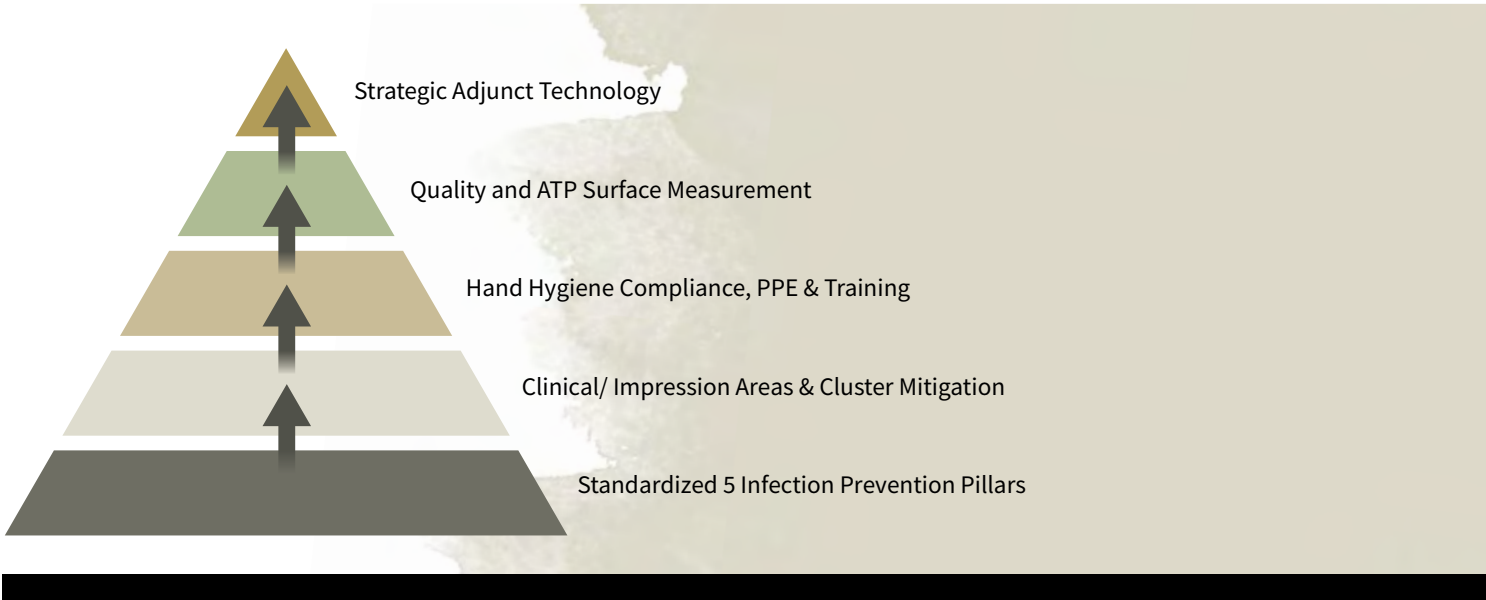 Strategic Adjunct Technology
Quality and ATP Surface Measurement
Hand Hygiene Compliance, PPE & Training
Clinical/ Impression Areas & Cluster Mitigation
Standardized 5 Infection Prevention Pillars